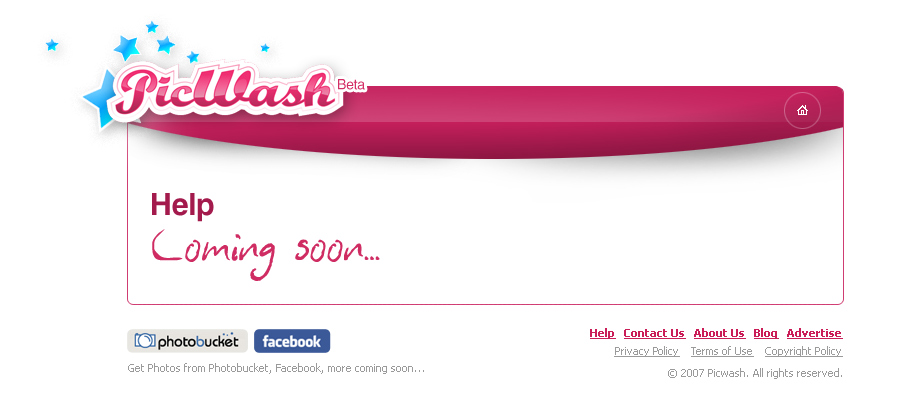 PicWash Beta
Help
Coming soon...
photobucket facebook
Help Contact Us About Us Blog Advertise
Privacy Policy Terms of Use Copyright Policy
Get Photos from Photobucket, Facebook, more coming soon...
© 2007 Picwash. All rights reserved.